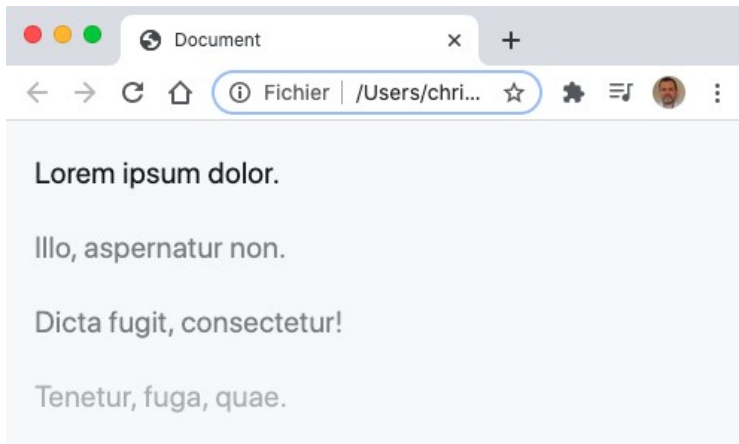 Document
Fichier /Users/chri...
Lorem ipsum dolor.
Illo, aspernatur non.
Dicta fugit, consectetur!
Tenetur, fuga, quae.